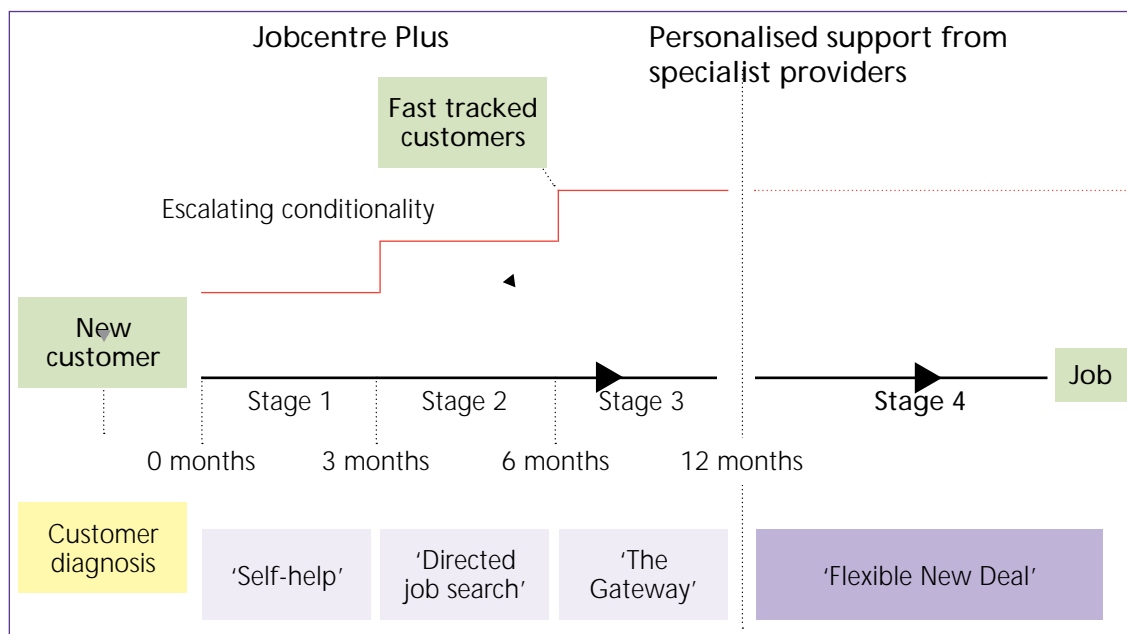 Jobcentre Plus
Personalised support from
specialist providers
Fast tracked
customers
Escalating conditionality
New
customer
Job
Stage 1
Stage 2
Stage 3
Stage 4
0 months
3 months
6 months
12 months
Customer
diagnosis
‘Self-help’
‘Directed
job search’
‘The
Gateway’
‘Flexible New Deal’